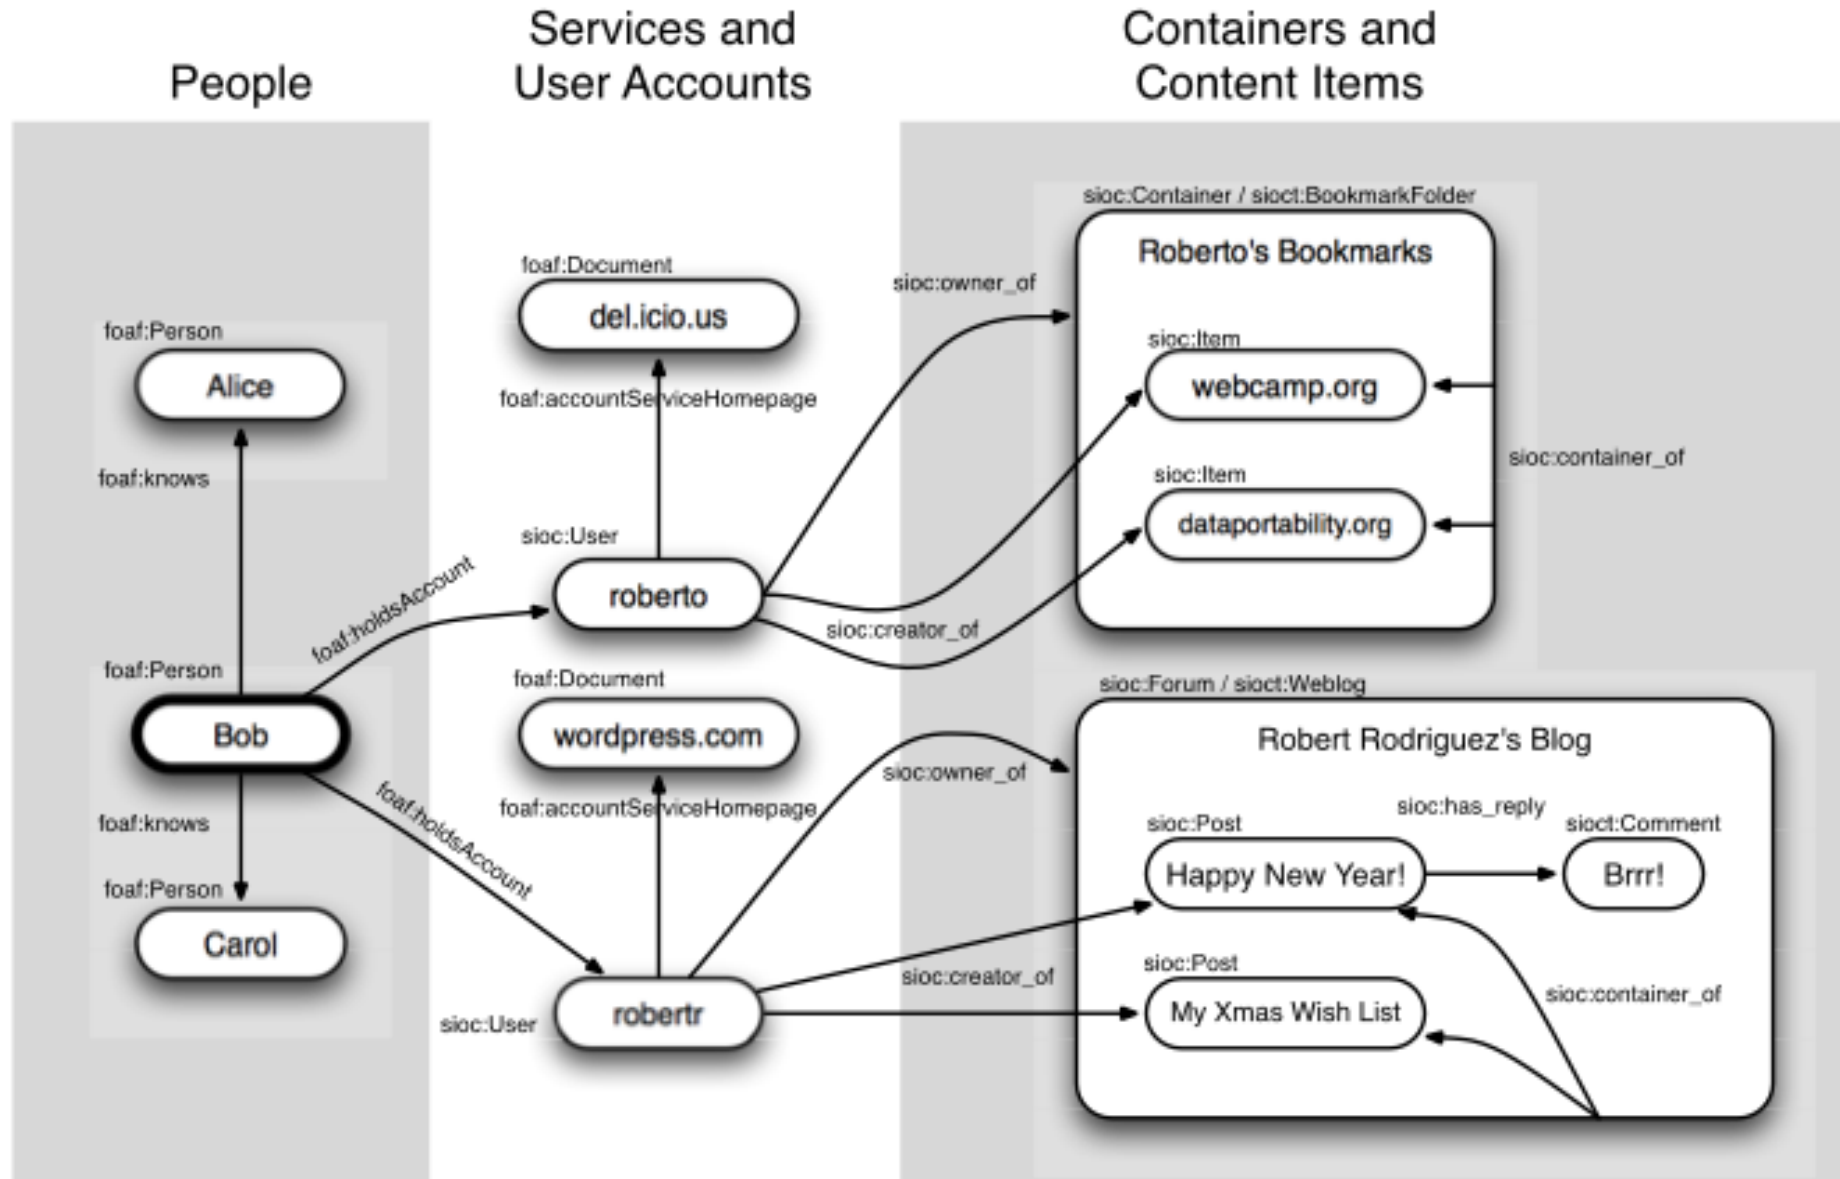 People
Services and
User Accounts
Containers and
Content Items
foaf:Person
Alice
foaf:knows
foaf:holdsAccount
foaf:Person
Bob
foaf:knows
foaf:holdsAccount
foaf:Person
Carol
foaf:Document
del.icio.us
foaf:accountServiceHomepage
sioc:User
roberto
foaf:Document
wordpress.com
foaf:accountServiceHomepage
sioc:User
robertr
sioc:owner_of
sioc:creator_of
sioc:owner_of
sioc:creator_of
sioc:Container / sioct:BookmarkFolder
Roberto's Bookmarks
sioc:Item
webcamp.org
sioc:container_of
sioc:Item
dataportability.org
sioc:Forum / sioct:Weblog
Robert Rodriguez's Blog
sioc:has_reply
sioc:Post
sioct:Comment
Happy New Year!
Brrr!
sioc:Post
My Xmas Wish List
sioc:container_of